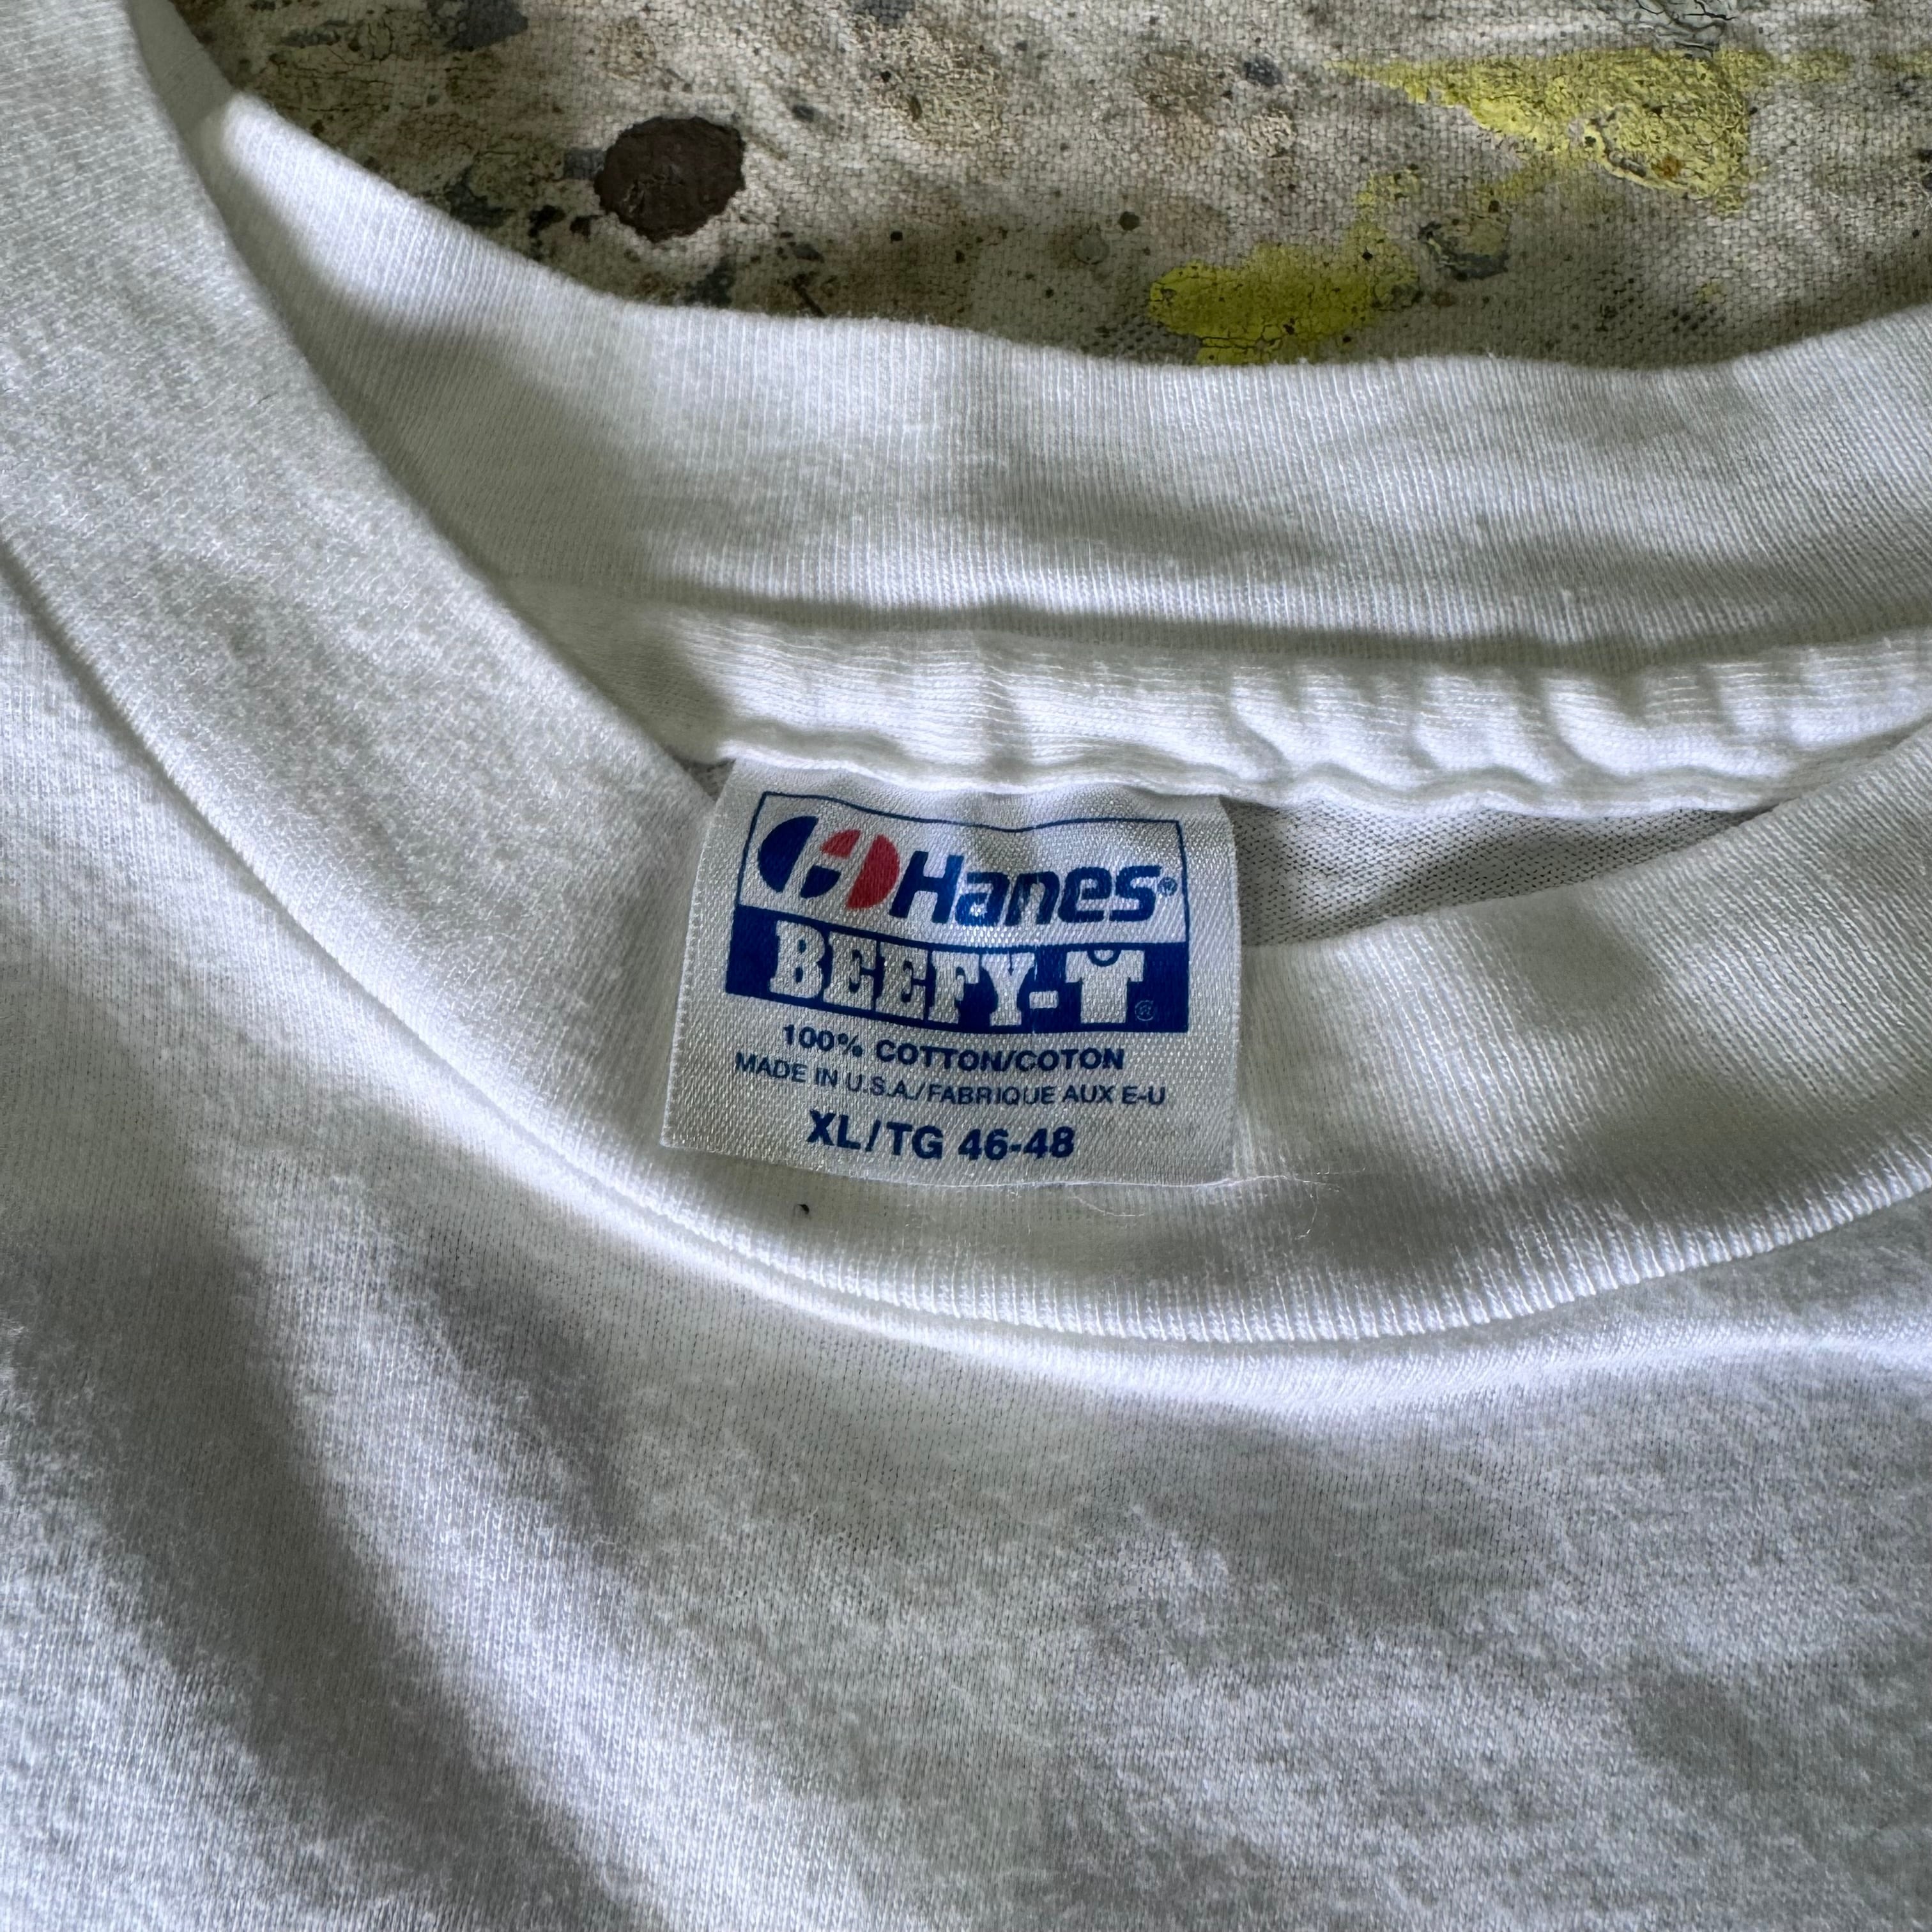 Hanes®
BEEFY-T®
100% COTTON/COTON
MADE IN U.S.A./FABRIQUE AUX E-U
XL/TG 46-48